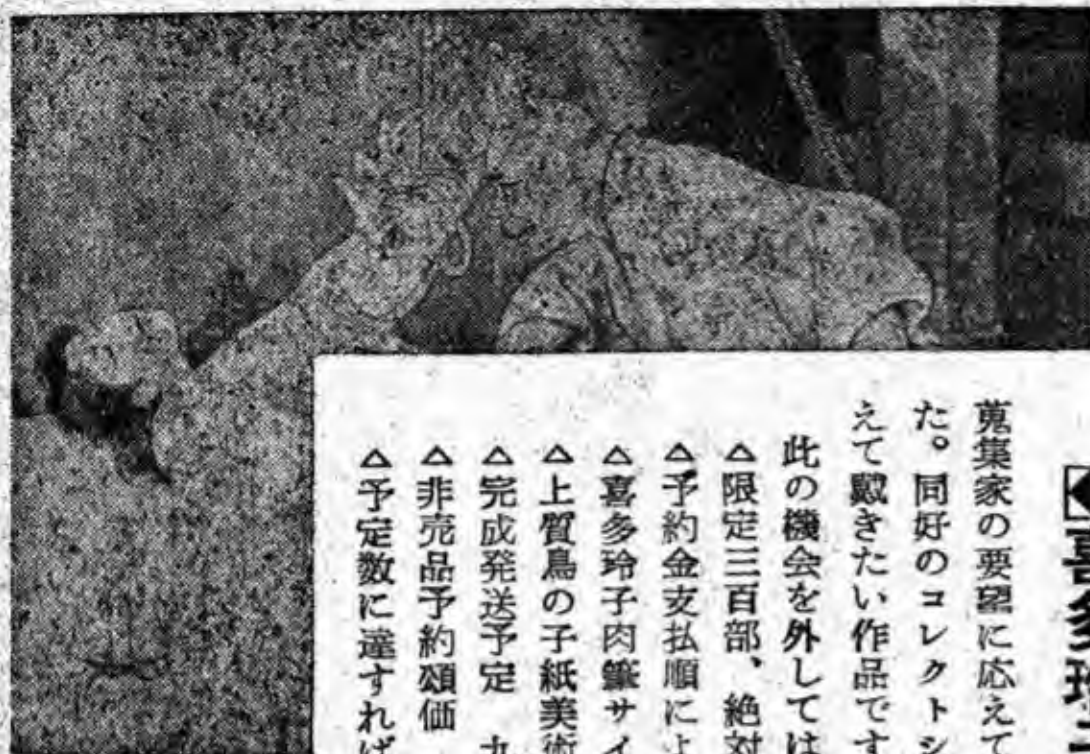 喜多玲
蒐集家の要望に応えて
た。同好のコレクトシ
えて戴きたい作品です
此の機会を外しては
△限定三百部、絶対
△予約金支払順によ
△喜多玲子肉筆サイ
△上質鳥の子紙美術
△完成発送予定 九
△非売品予約頒価
△予定数に達すれば